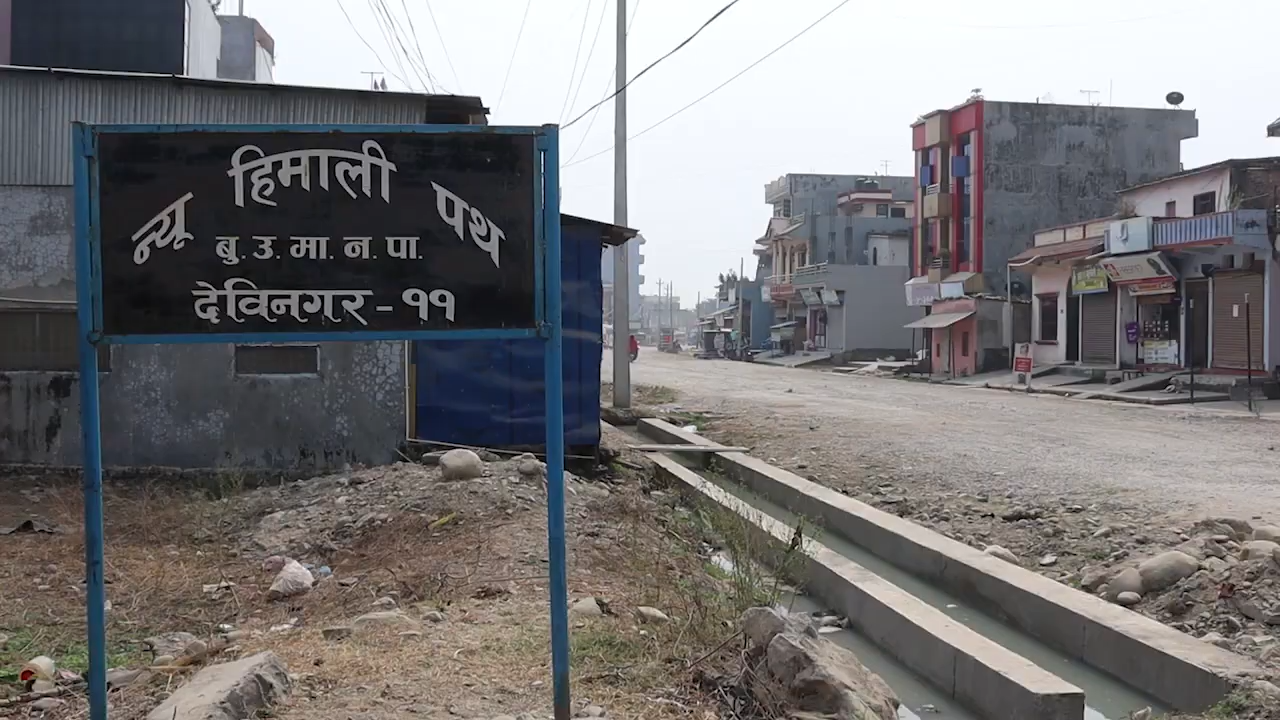 न्यू हिमाली पथ
बु. उ. मा. न. पा.
देविनगर - ११